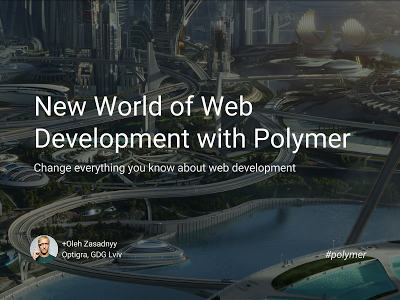 New World of Web
Development with Polymer
Change everything you know about web development
+Oleh Zasadnyy
Optigra, GDG Lviv
#polymer